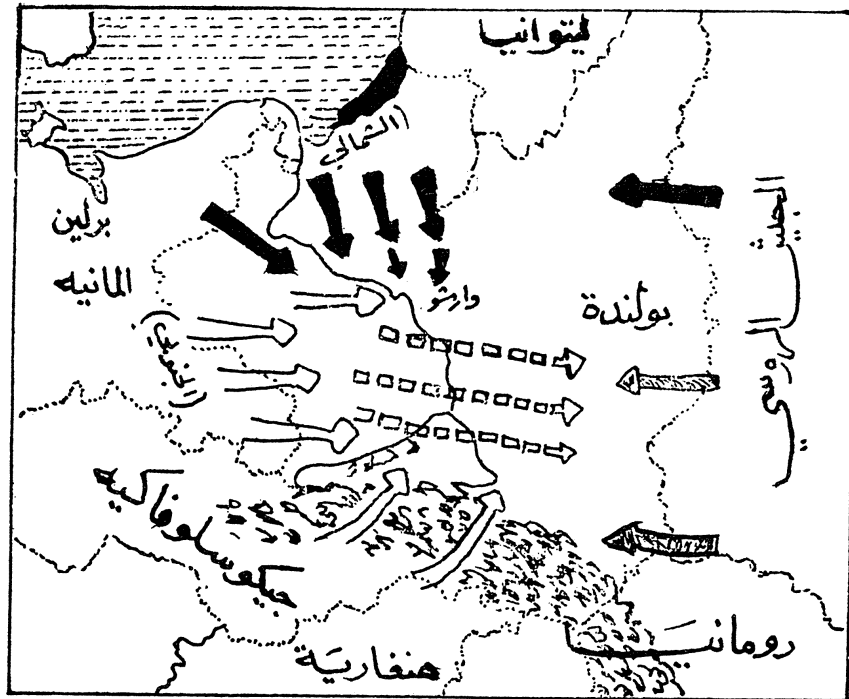 ليتوانيا
(الشمالي
الجيش الروسي
برلين
المانيه
وارشو
بولندة
(الجنوبي)
جيكوسلوفاكيه
رومانيا
هنغارية